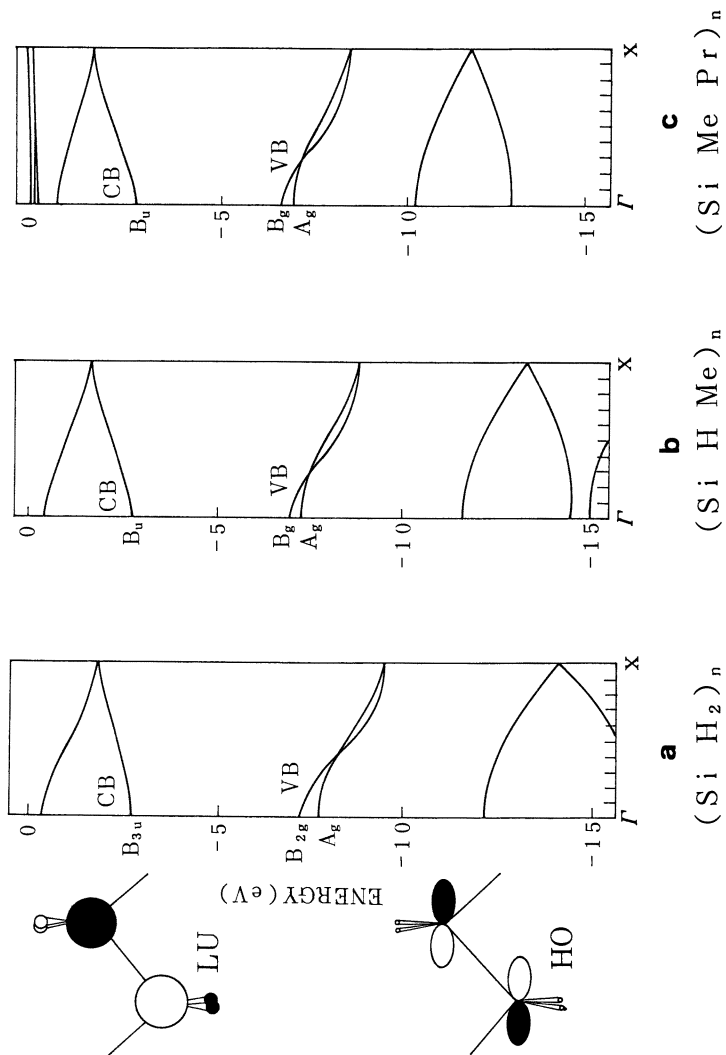 LU
HO
ENERGY (eV)
0
-5
-10
-15
B3u
B2g
Ag
CB
VB
Γ
X
a
(Si H₂)n
0
-5
-10
-15
Bu
Bg
Ag
CB
VB
Γ
X
b
(Si H Me)n
0
-5
-10
-15
Bu
Bg
Ag
CB
VB
Γ
X
c
(Si Me Pr)n